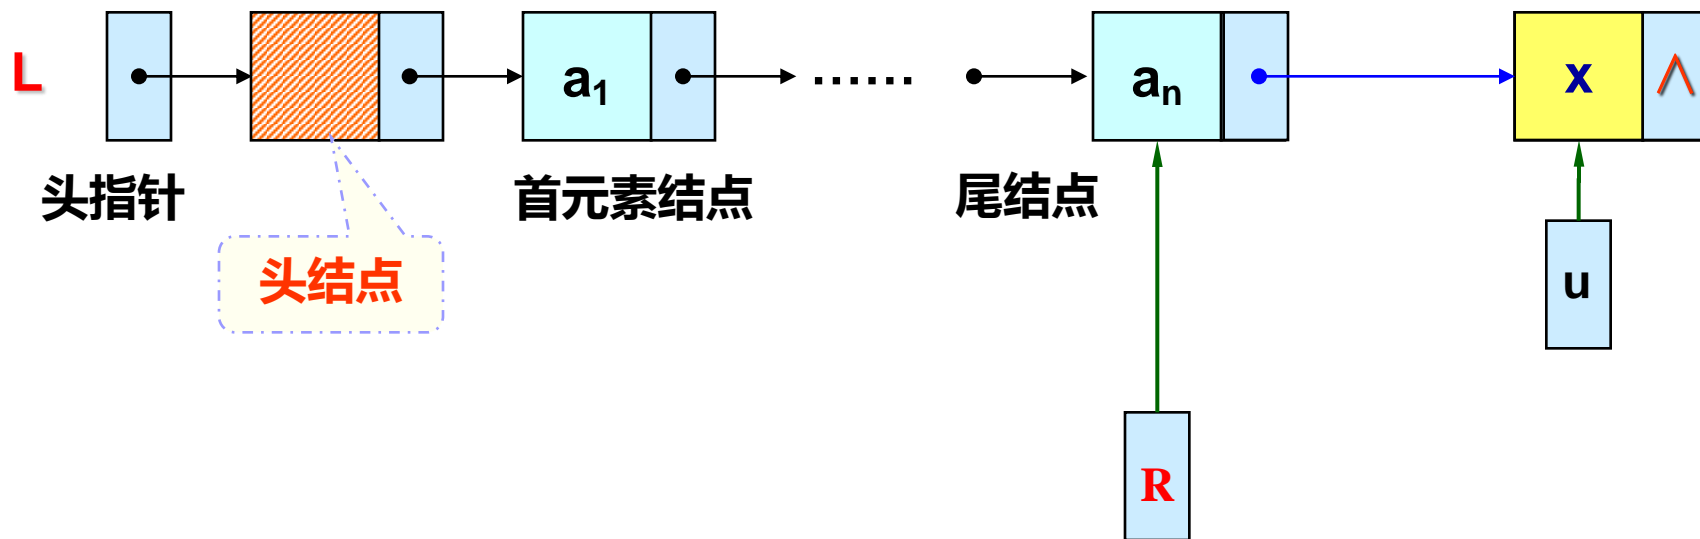 L
a1
......
an
x
∧
头指针
首元素结点
尾结点
头结点
u
R